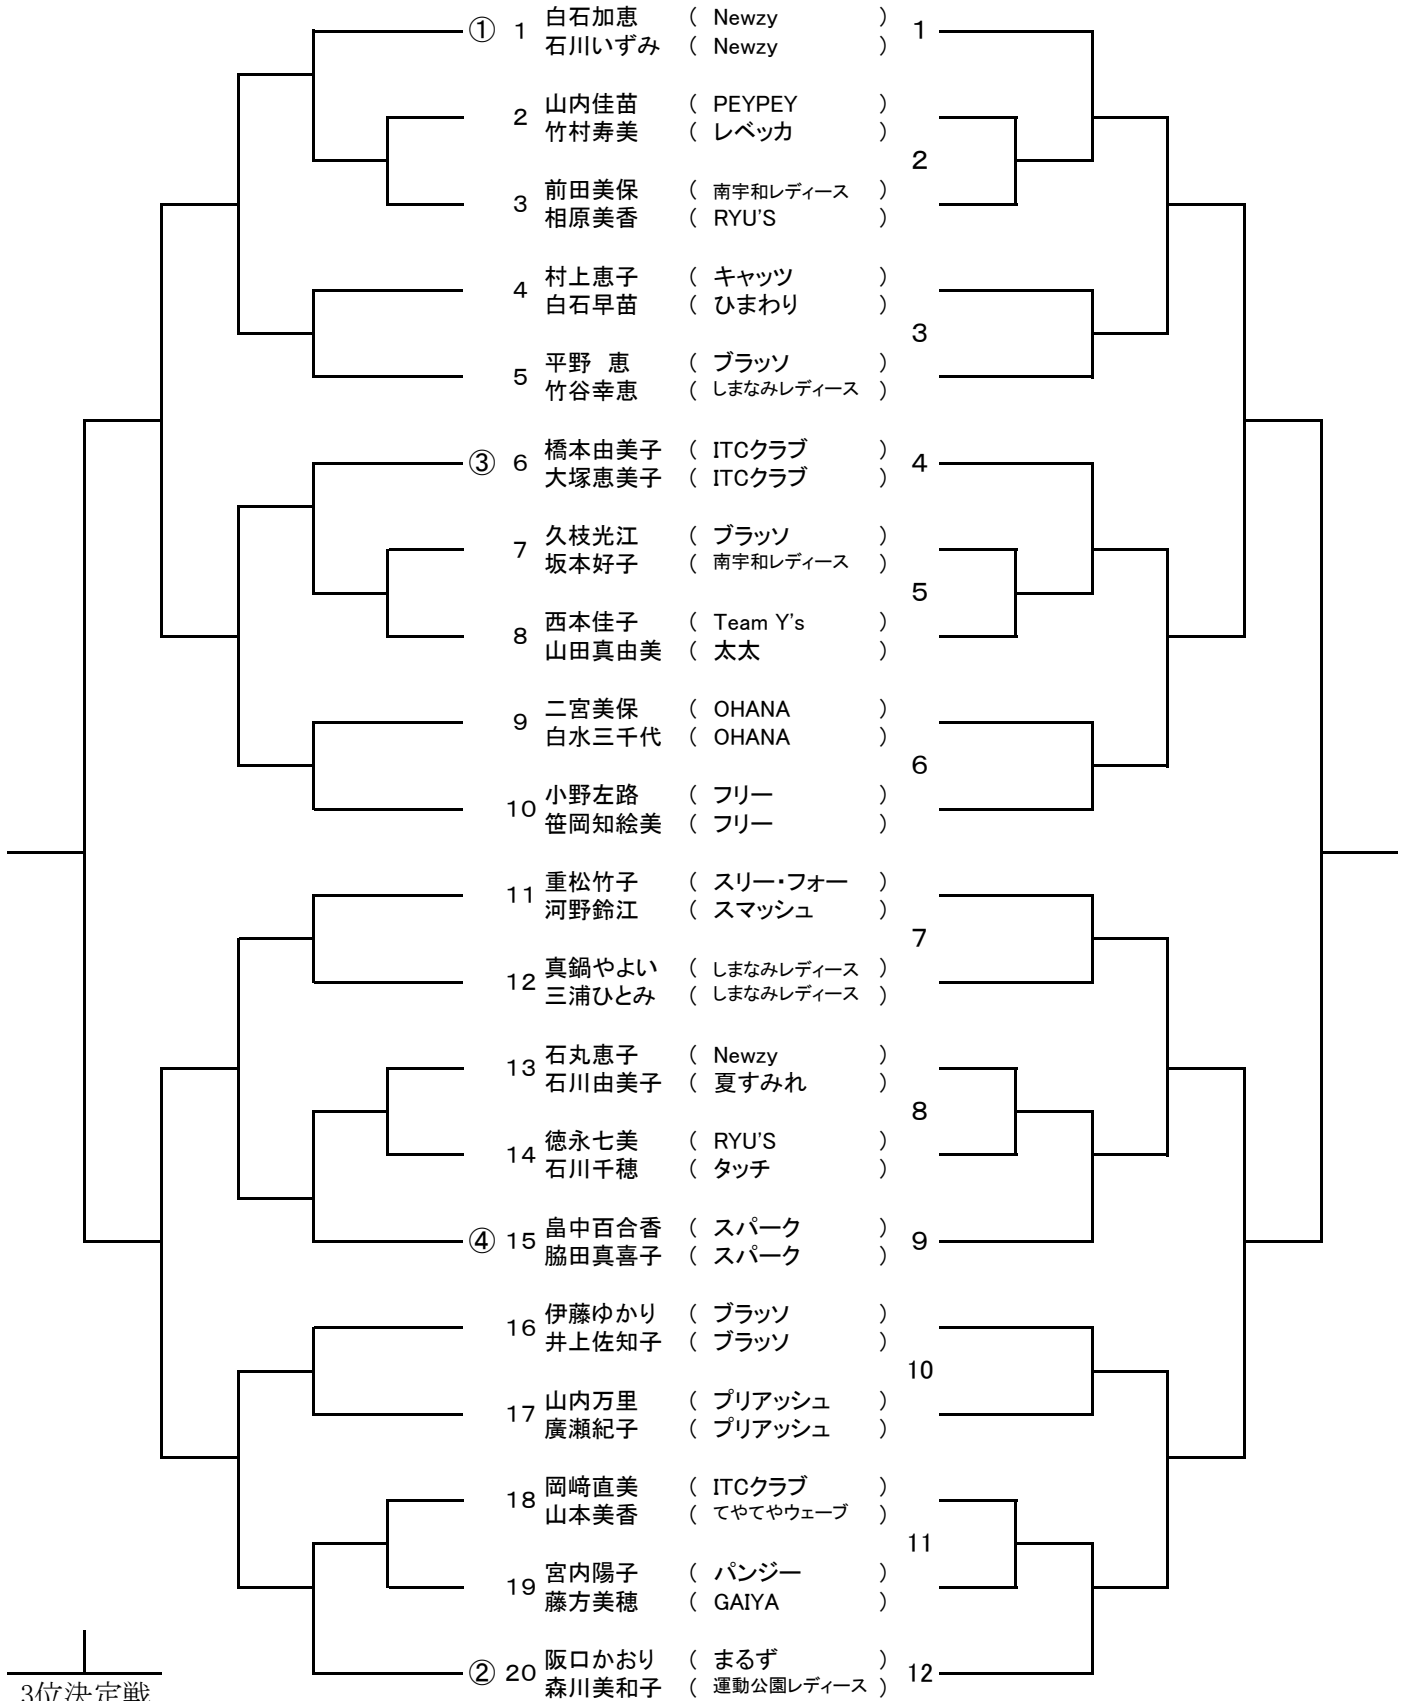 ① 1 白石加恵 ( Newzy ) 1
石川いずみ ( Newzy )
2 山内佳苗 ( PEYPEY )
竹村寿美 ( レベッカ )
2
3 前田美保 ( 南宇和レディース )
相原美香 ( RYU'S )
4 村上恵子 ( キャッツ )
白石早苗 ( ひまわり )
3
5 平野 恵 ( ブラッソ )
竹谷幸恵 ( しまなみレディース )
③ 6 橋本由美子 ( ITCクラブ ) 4
大塚恵美子 ( ITCクラブ )
7 久枝光江 ( ブラッソ )
坂本好子 ( 南宇和レディース )
5
8 西本佳子 ( Team Y's )
山田真由美 ( 太太 )
9 二宮美保 ( OHANA )
白水三千代 ( OHANA )
6
10 小野左路 ( フリー )
笹岡知絵美 ( フリー )
11 重松竹子 ( スリー・フォー )
河野鈴江 ( スマッシュ )
7
12 真鍋やよい ( しまなみレディース )
三浦ひとみ ( しまなみレディース )
13 石丸恵子 ( Newzy )
石川由美子 ( 夏すみれ )
8
14 徳永七美 ( RYU'S )
石川千穂 ( タッチ )
④ 15 畠中百合香 ( スパーク ) 9
脇田真喜子 ( スパーク )
16 伊藤ゆかり ( ブラッソ )
井上佐知子 ( ブラッソ )
10
17 山内万里 ( プリアッシュ )
廣瀬紀子 ( プリアッシュ )
18 岡﨑直美 ( ITCクラブ )
山本美香 ( てやてやウェーブ )
11
19 宮内陽子 ( パンジー )
藤方美穂 ( GAIYA )
② 20 阪口かおり ( まるず ) 12
森川美和子 ( 運動公園レディース )
3位決定戦